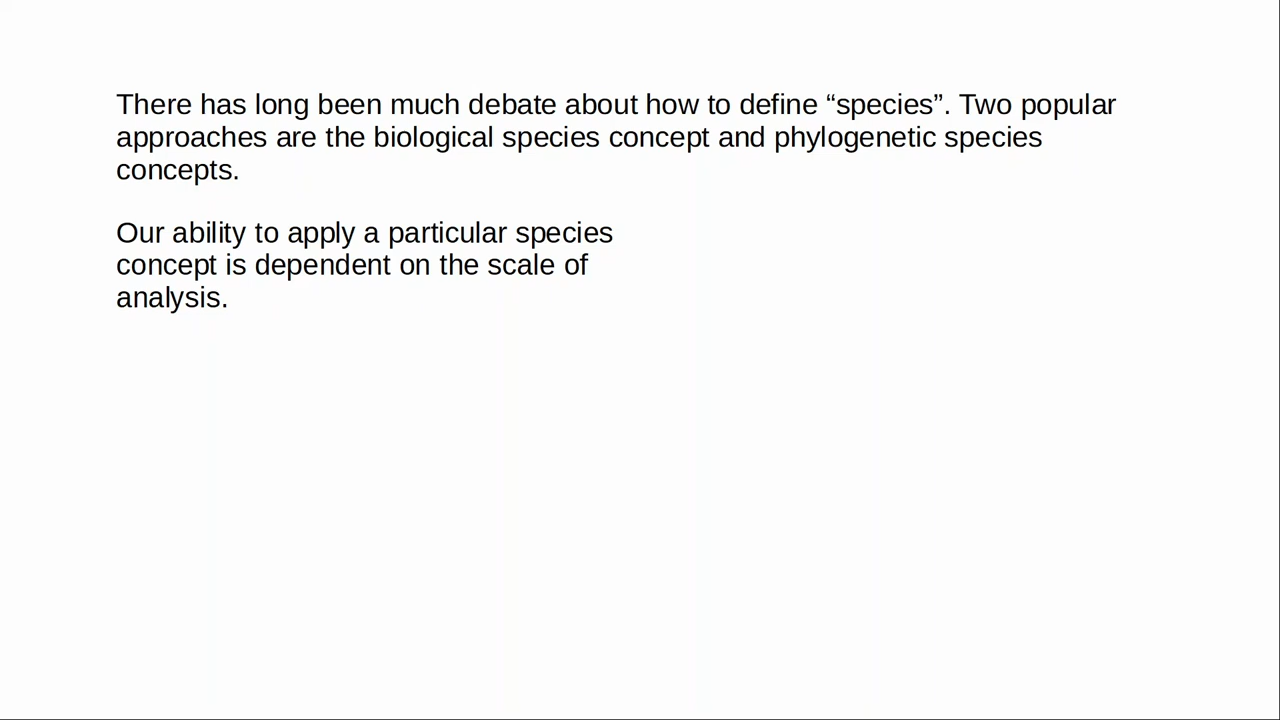 There has long been much debate about how to define “species”. Two popular
approaches are the biological species concept and phylogenetic species
concepts.
Our ability to apply a particular species
concept is dependent on the scale of
analysis.